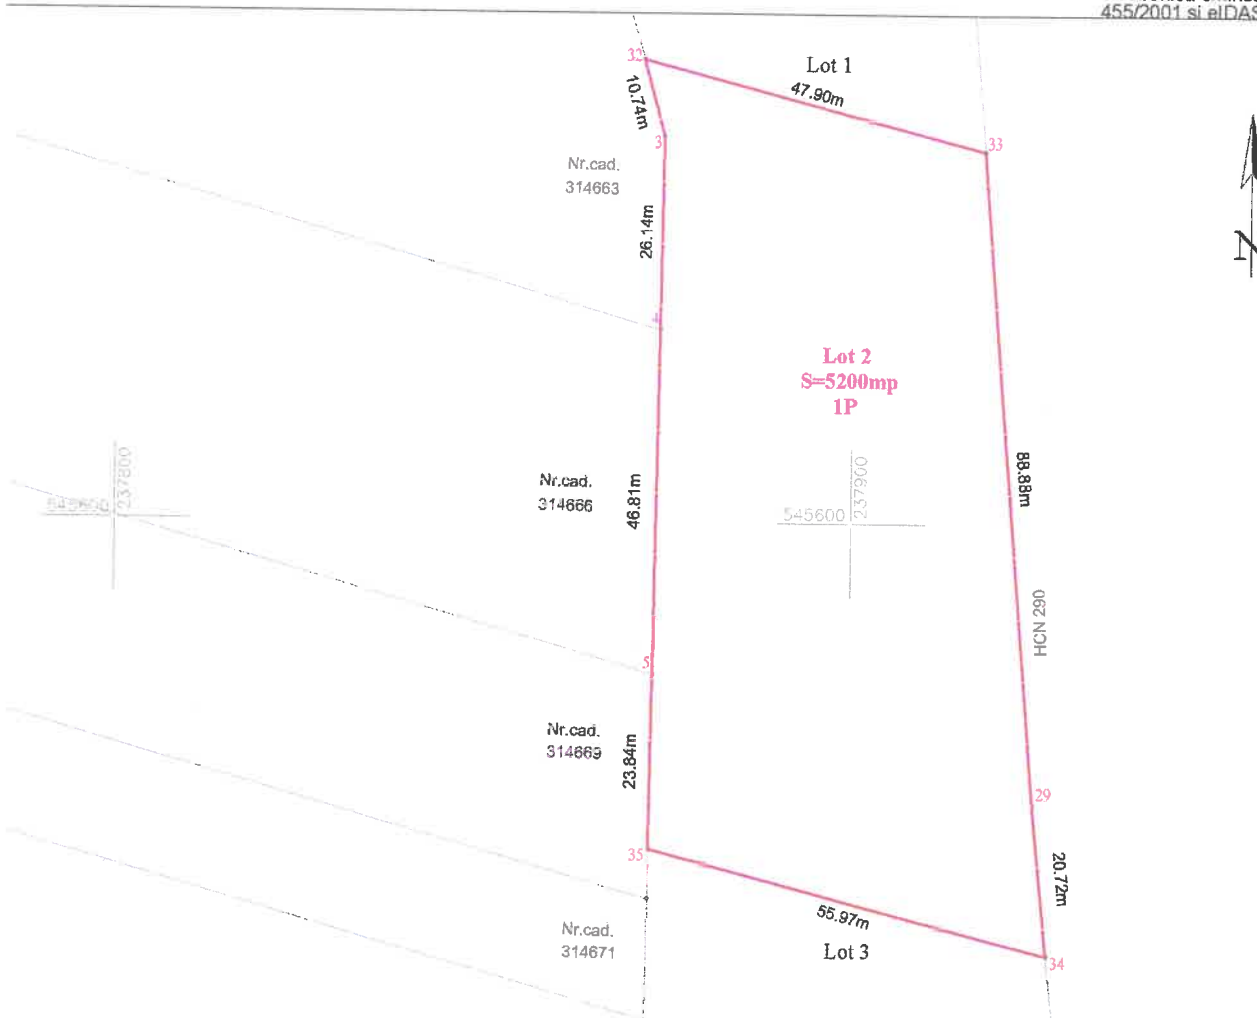 455/2001 si eIDAS
32
Lot 1
47.90m
10.74m
3
33
Nr.cad.
314663
26.14m
N
4
Lot 2
S=5200mp
1P
237800
545600
Nr.cad.
314666
46.81m
237900
545600
88.88m
HCN 290
5
Nr.cad.
314669
23.84m
29
35
20.72m
55.97m
Nr.cad.
314671
Lot 3
34